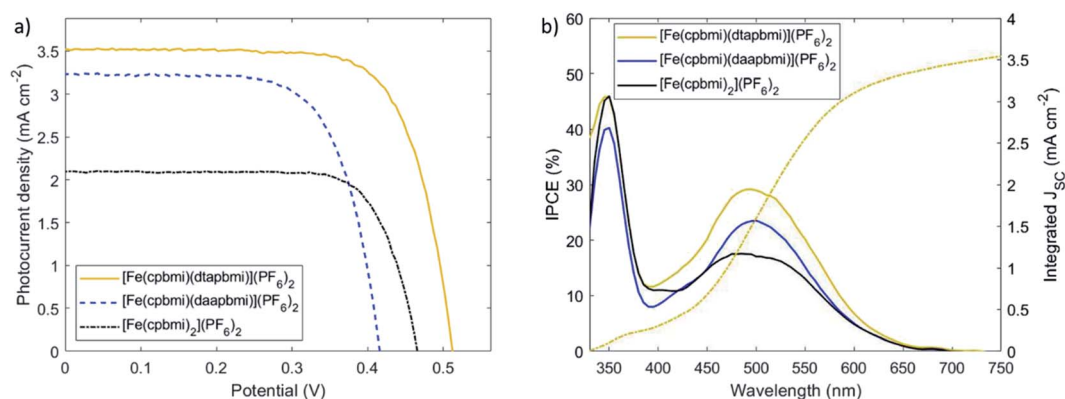 a)
Photocurrent density (mA cm⁻²)
3.5
3
2.5
2
1.5
1
0.5
0
[Fe(cpbmi)(dtapbmi)](PF₆)₂
[Fe(cpbmi)(daapbmi)](PF₆)₂
[Fe(cpbmi)₂](PF₆)₂
0 0.1 0.2 0.3 0.4 0.5
Potential (V)
b)
IPCE (%)
60
50
40
30
20
10
0
[Fe(cpbmi)(dtapbmi)](PF₆)₂
[Fe(cpbmi)(daapbmi)](PF₆)₂
[Fe(cpbmi)₂](PF₆)₂
4
3.5
3
2.5
2
1.5
1
0.5
0
Integrated J_SC (mA cm⁻²)
350 400 450 500 550 600 650 700 750
Wavelength (nm)